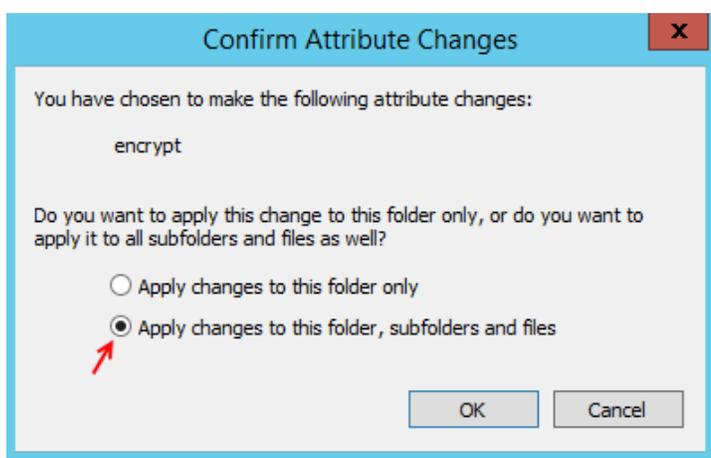 Confirm Attribute Changes
x
You have chosen to make the following attribute changes:
encrypt
Do you want to apply this change to this folder only, or do you want to
apply it to all subfolders and files as well?
Apply changes to this folder only
Apply changes to this folder, subfolders and files
OK
Cancel